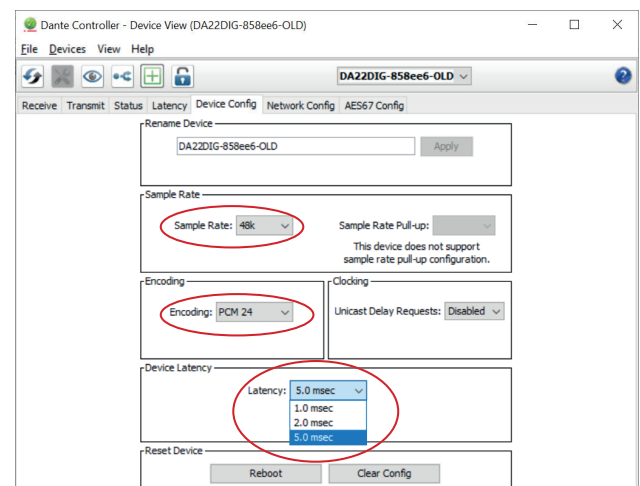 Dante Controller - Device View (DA22DIG-858ee6-OLD)
File Devices View Help
DA22DIG-858ee6-OLD
?
Receive Transmit Status Latency Device Config Network Config AES67 Config
Rename Device
DA22DIG-858ee6-OLD Apply
Sample Rate
Sample Rate: 48k Sample Rate Pull-up:
This device does not support
sample rate pull-up configuration.
Encoding Clocking
Encoding: PCM 24 Unicast Delay Requests: Disabled
Device Latency
Latency: 5.0 msec
1.0 msec
2.0 msec
5.0 msec
Reset Device
Reboot Clear Config